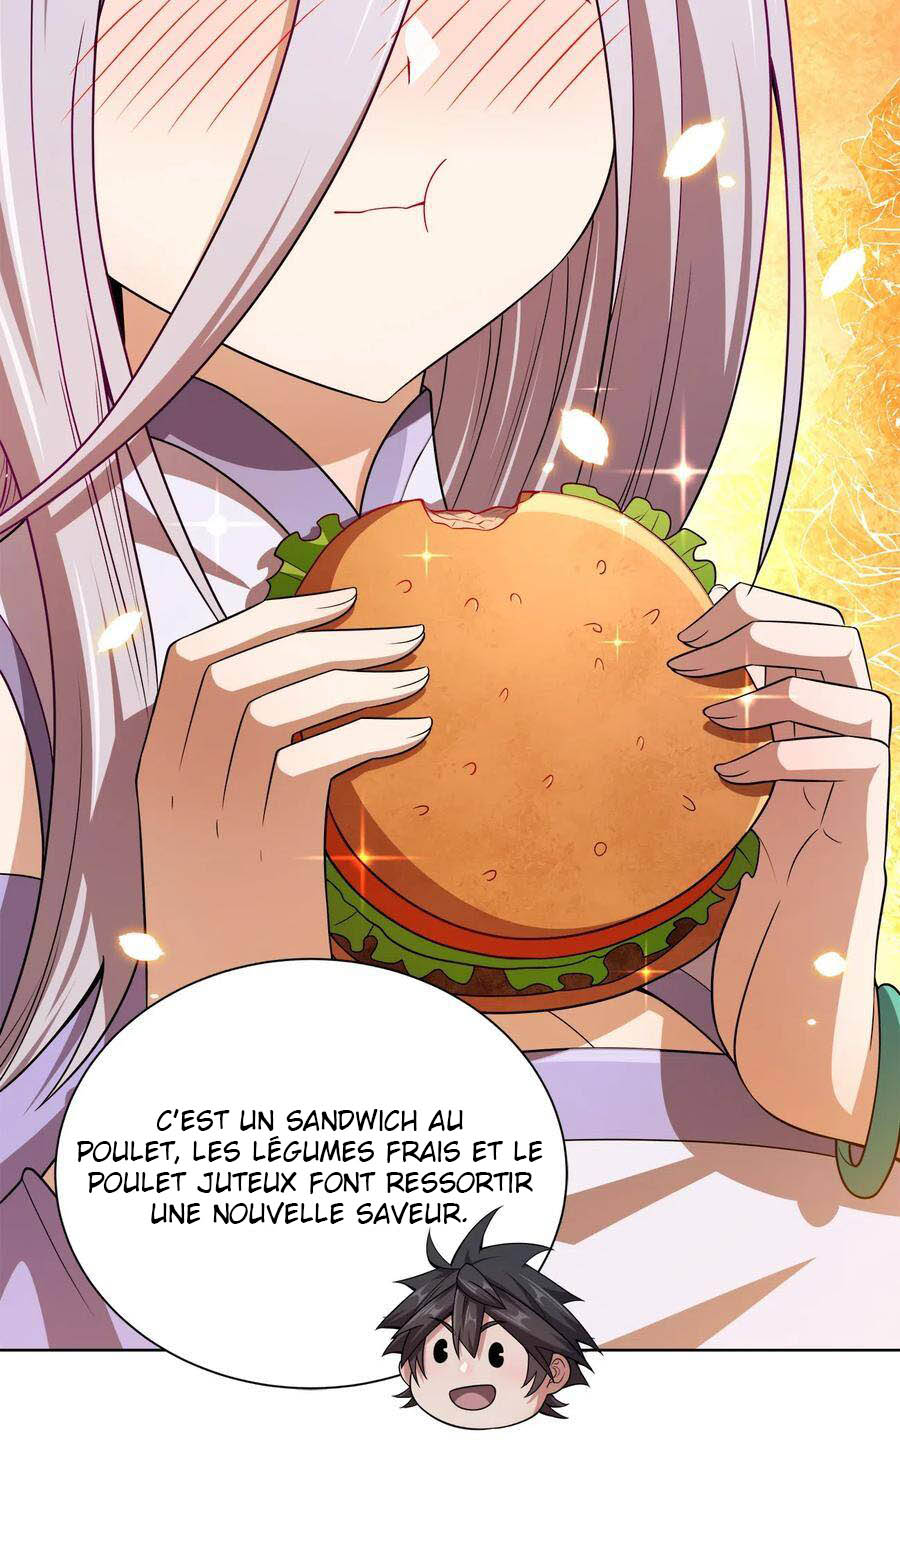 C'EST UN SANDWICH AU
POULET, LES LÉGUMES FRAIS ET LE
POULET JUTEUX FONT RESSORTIR
UNE NOUVELLE SAVEUR.